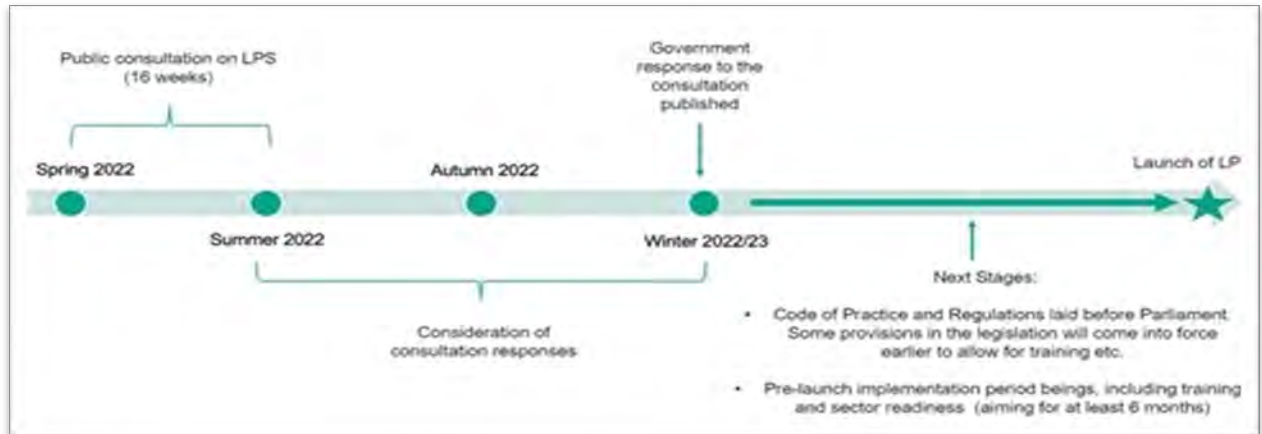 Public consultation on LPS
(16 weeks)
Government
response to the
consultation
published
Spring 2022
Autumn 2022
Launch of LP
Summer 2022
Winter 2022/23
Consideration of
consultation responses
Next Stages:
• Code of Practice and Regulations laid before Parliament
Some provisions in the legislation will come into force
earlier to allow for training etc.
• Pre-launch implementation period beings, including training
and sector readiness (aiming for at least 6 months)